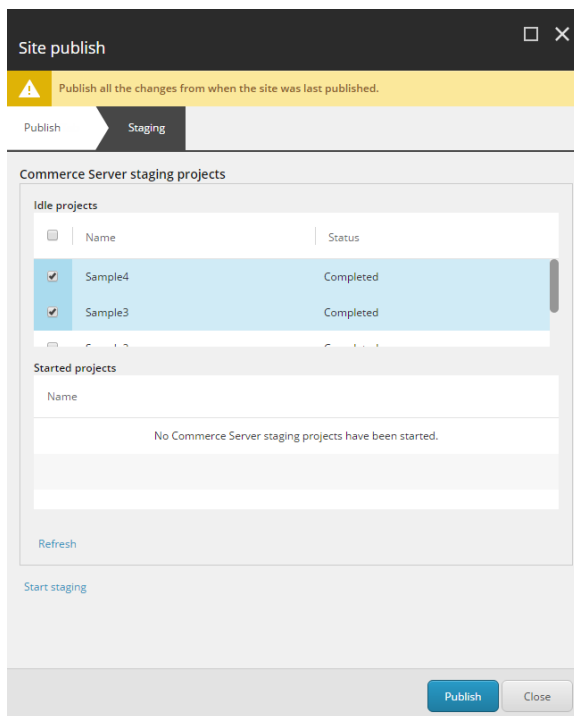 Site publish
Publish all the changes from when the site was last published.
Publish Staging
Commerce Server staging projects
Idle projects
Name Status
Sample4 Completed
Sample3 Completed
Started projects
Name
No Commerce Server staging projects have been started.
Refresh
Start staging
Publish Close